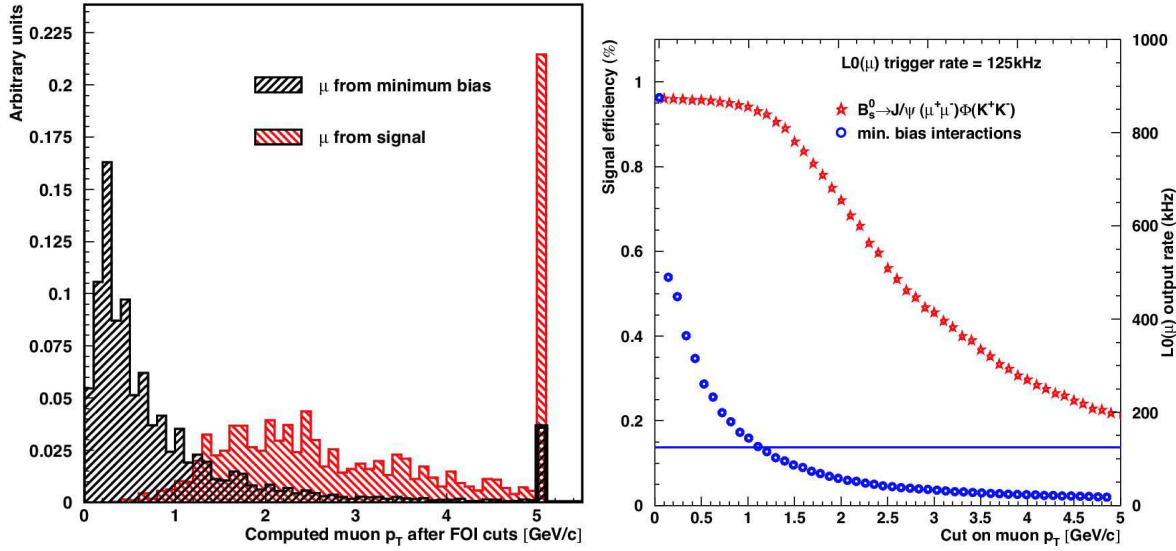 Arbitrary units
0.225
0.2
0.175
0.15
0.125
0.1
0.075
0.05
0.025
0
μ from minimum bias
μ from signal
0 1 2 3 4 5
Computed muon p_T after FOI cuts [GeV/c]
Signal efficiency (%)
1
0.8
0.6
0.4
0.2
0
L0(μ) trigger rate = 125kHz
B_s^0→J/ψ (μ⁺μ⁻)Φ(K⁺K⁻)
min. bias interactions
0 0.5 1 1.5 2 2.5 3 3.5 4 4.5 5
Cut on muon p_T [GeV/c]
1000
800
600
400
200
0
L0(μ) output rate (kHz)